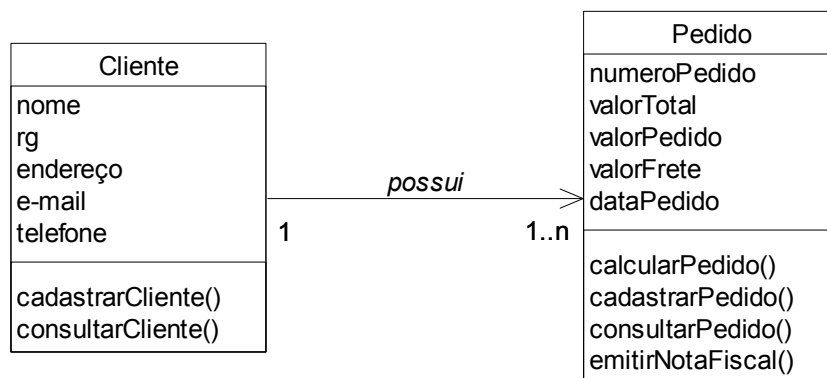 Cliente
nome
rg
endereço
e-mail
telefone
cadastrarCliente()
consultarCliente()
possui
1
1..n
Pedido
numeroPedido
valorTotal
valorPedido
valorFrete
dataPedido
calcularPedido()
cadastrarPedido()
consultarPedido()
emitirNotaFiscal()